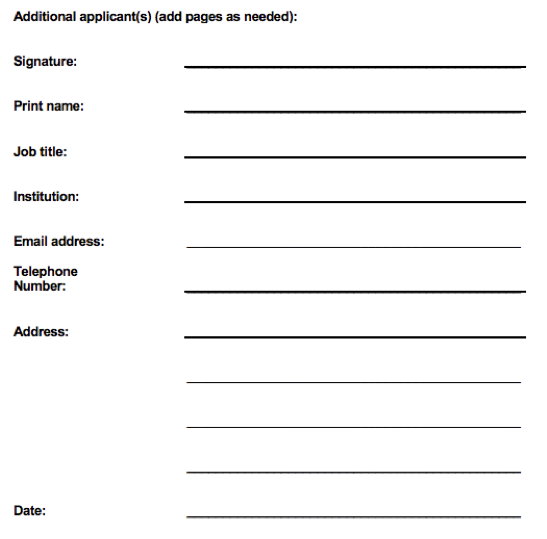 Additional applicant(s) (add pages as needed):
Signature:
Print name:
Job title:
Institution:
Email address:
Telephone
Number:
Address:
Date: